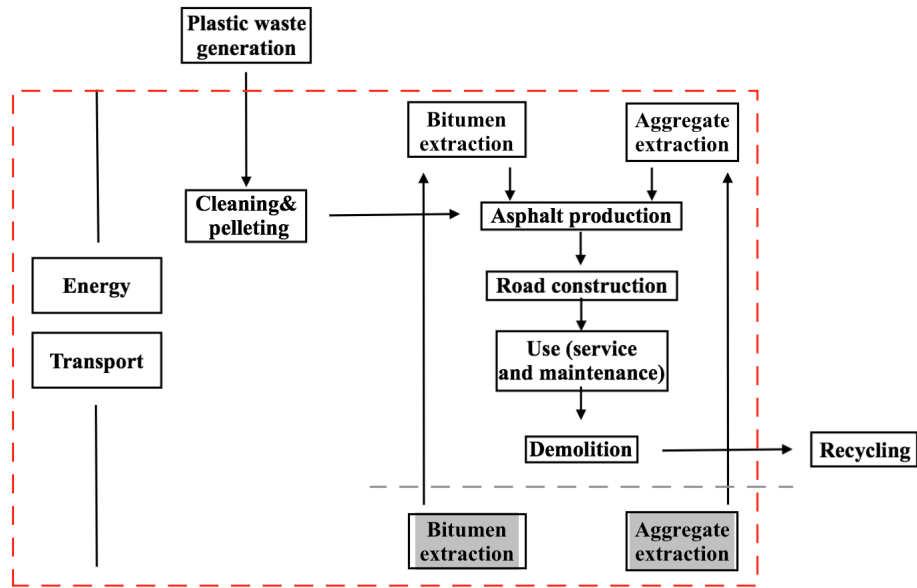 Plastic waste
generation
Bitumen
extraction
Aggregate
extraction
Cleaning&
pelleting
Asphalt production
Energy
Road construction
Transport
Use (service
and maintenance)
Demolition
Recycling
Bitumen
extraction
Aggregate
extraction